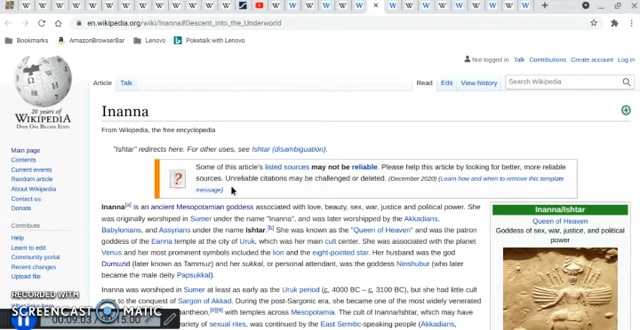 en.wikipedia.org/wiki/Inanna#Descent_into_the_Underworld
Bookmarks AmazonBrowserBar Lenovo Poketalk with Lenovo
Not logged in Talk Contributions Create account Log in
Article Talk Read Edit View history Search Wikipedia
20 years of
WIKIPEDIA
Over One Billion Edits
Main page
Contents
Current events
Random article
About Wikipedia
Contact us
Donate
Contribute
Help
Learn to edit
Community portal
Recent changes
Upload file
Inanna
From Wikipedia, the free encyclopedia
"Ishtar" redirects here. For other uses, see Ishtar (disambiguation).
Some of this article's listed sources may not be reliable. Please help this article by looking for better, more reliable
sources. Unreliable citations may be challenged or deleted. (December 2020) (Learn how and when to remove this template
message)
Inanna[a] is an ancient Mesopotamian goddess associated with love, beauty, sex, war, justice and political power. She
was originally worshiped in Sumer under the name "Inanna", and was later worshipped by the Akkadians,
Babylonians, and Assyrians under the name Ishtar.[b] She was known as the "Queen of Heaven" and was the patron
goddess of the Eanna temple at the city of Uruk, which was her main cult center. She was associated with the planet
Venus and her most prominent symbols included the lion and the eight-pointed star. Her husband was the god
Dumuzid (later known as Tammuz) and her sukkal, or personal attendant, was the goddess Ninshubur (who later
became the male deity Papsukkal).
Inanna was worshiped in Sumer at least as early as the Uruk period (c. 4000 BC – c. 3100 BC), but she had little cult
to the conquest of Sargon of Akkad. During the post-Sargonic era, she became one of the most widely venerated
pantheon, with temples across Mesopotamia. The cult of Inanna/Ishtar, which may have
variety of sexual rites, was continued by the East Semitic-speaking people (Akkadians,
Inanna/Ishtar
Queen of Heaven
Goddess of sex, war, justice, and political
power
RECORDED WITH
SCREENCAST MATIC
00:09:03 15:00